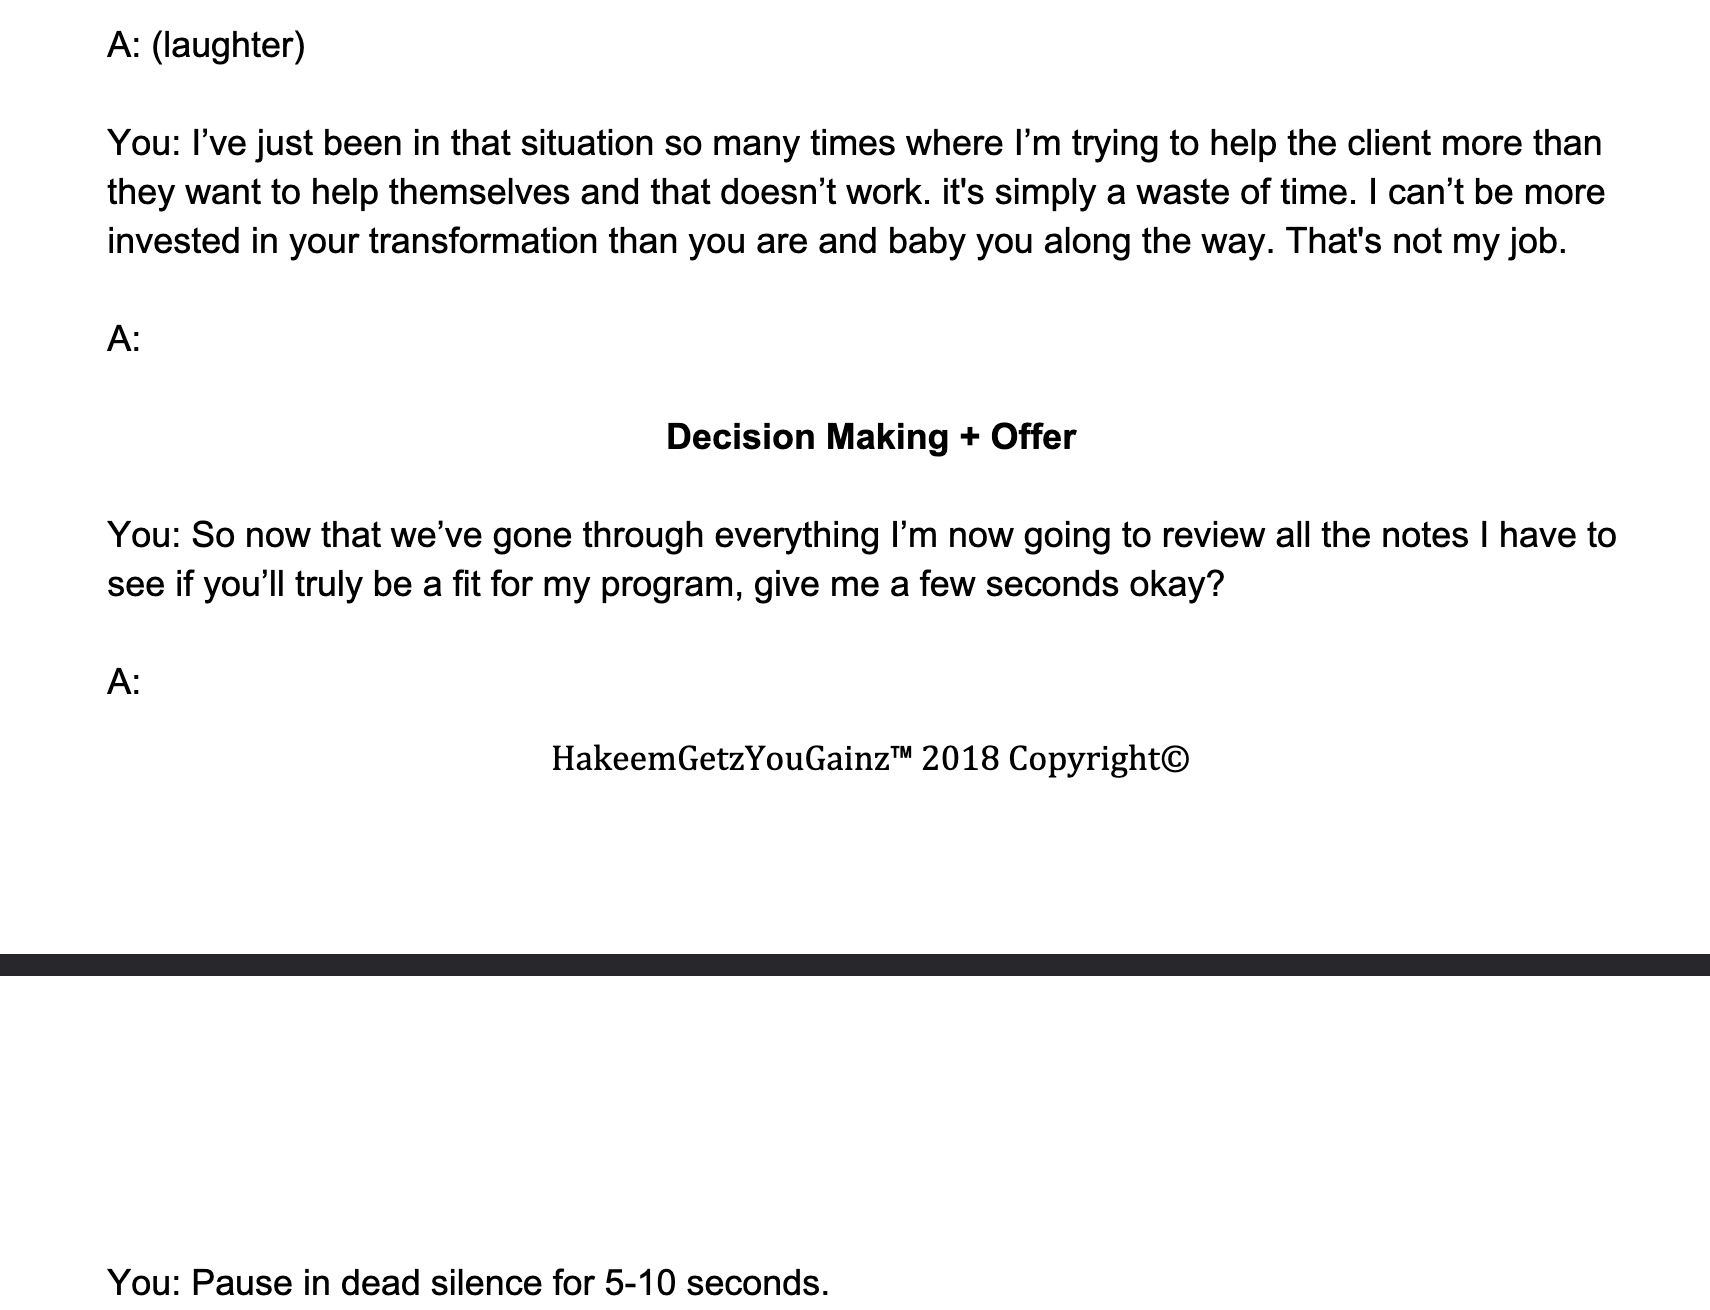 A: (laughter)
You: I’ve just been in that situation so many times where I’m trying to help the client more than
they want to help themselves and that doesn’t work. it's simply a waste of time. I can’t be more
invested in your transformation than you are and baby you along the way. That's not my job.
A:
Decision Making + Offer
You: So now that we’ve gone through everything I’m now going to review all the notes I have to
see if you’ll truly be a fit for my program, give me a few seconds okay?
A:
HakeemGetzYouGainz™ 2018 Copyright©
You: Pause in dead silence for 5-10 seconds.